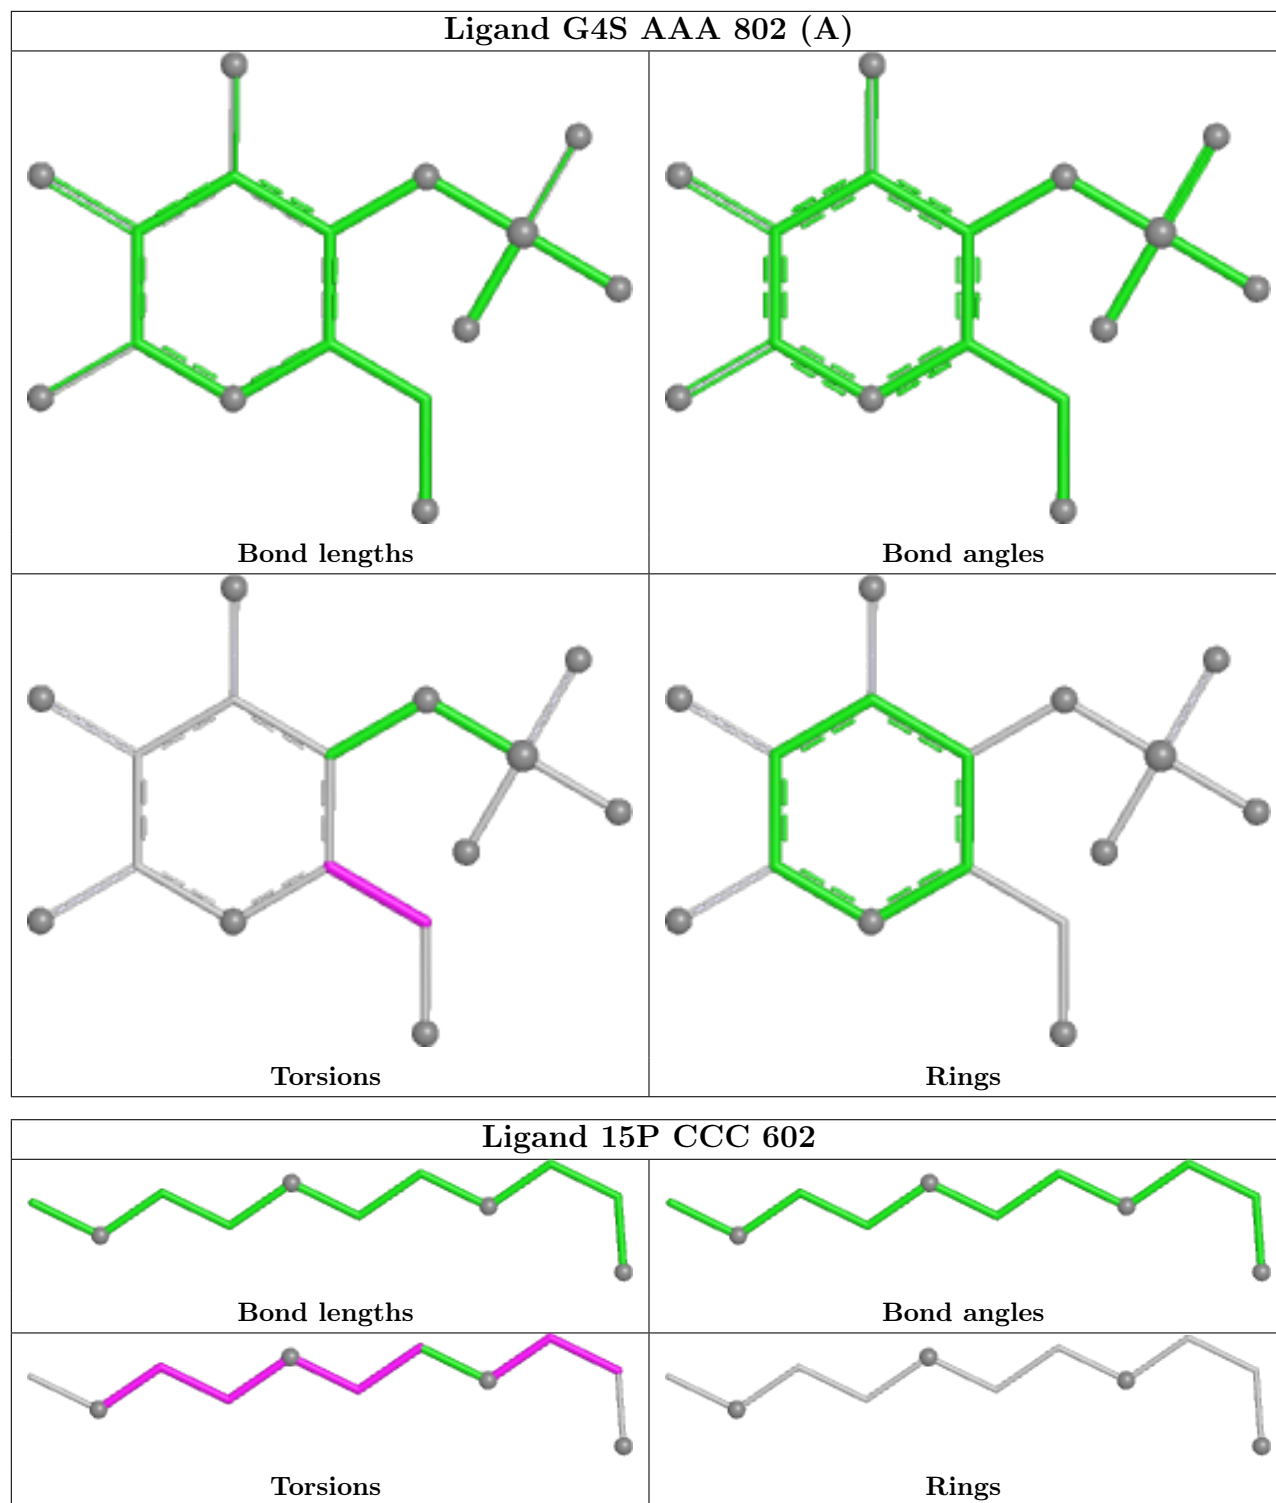 Ligand G4S AAA 802 (A)
Bond lengths
Bond angles
Torsions
Rings
Ligand 15P CCC 602
Bond lengths
Bond angles
Torsions
Rings